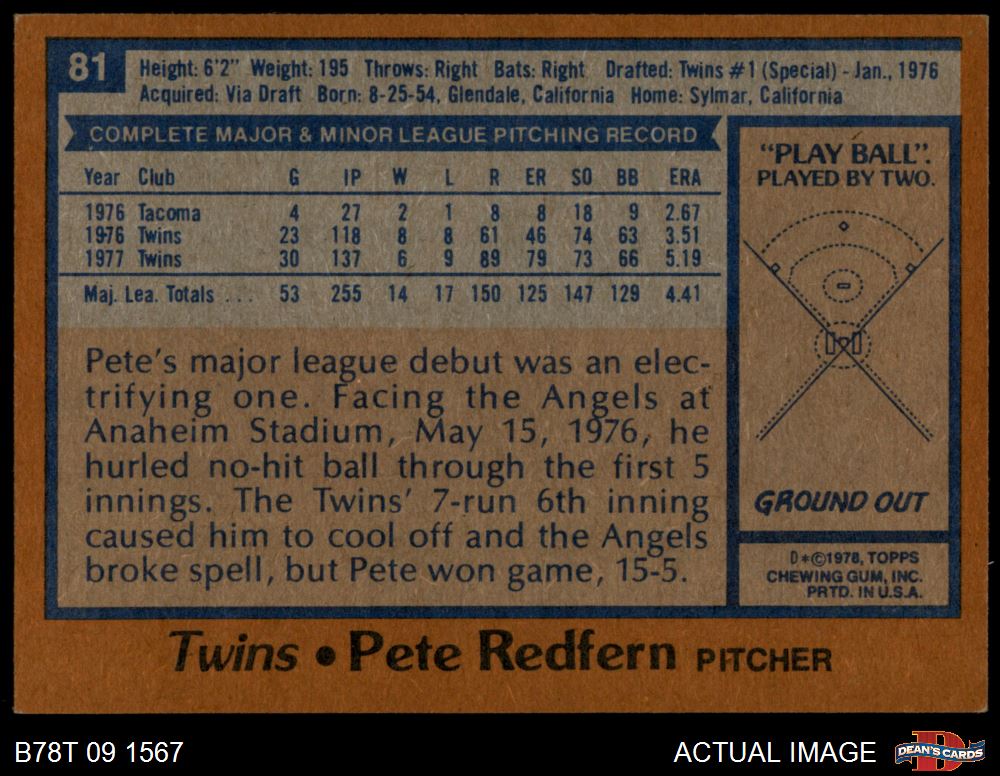 81
Height: 6'2" Weight: 195 Throws: Right Bats: Right Drafted: Twins #1 (Special) - Jan., 1976
Acquired: Via Draft Born: 8-25-54, Glendale, California Home: Sylmar, California
COMPLETE MAJOR & MINOR LEAGUE PITCHING RECORD
Year Club G IP W L R ER SO BB ERA
1976 Tacoma 4 27 2 1 8 8 18 9 2.67
1976 Twins 23 118 8 8 61 46 74 63 3.51
1977 Twins 30 137 6 9 89 79 73 66 5.19
Maj. Lea. Totals . . . 53 255 14 17 150 125 147 129 4.41
Pete's major league debut was an elec-
trifying one. Facing the Angels at
Anaheim Stadium, May 15, 1976, he
hurled no-hit ball through the first 5
innings. The Twins' 7-run 6th inning
caused him to cool off and the Angels
broke spell, but Pete won game, 15-5.
"PLAY BALL".
PLAYED BY TWO.
GROUND OUT
D*©1978, TOPPS
CHEWING GUM, INC.
PRTD. IN U.S.A.
Twins • Pete Redfern PITCHER
B78T 09 1567
ACTUAL IMAGE
DEAN'S CARDS